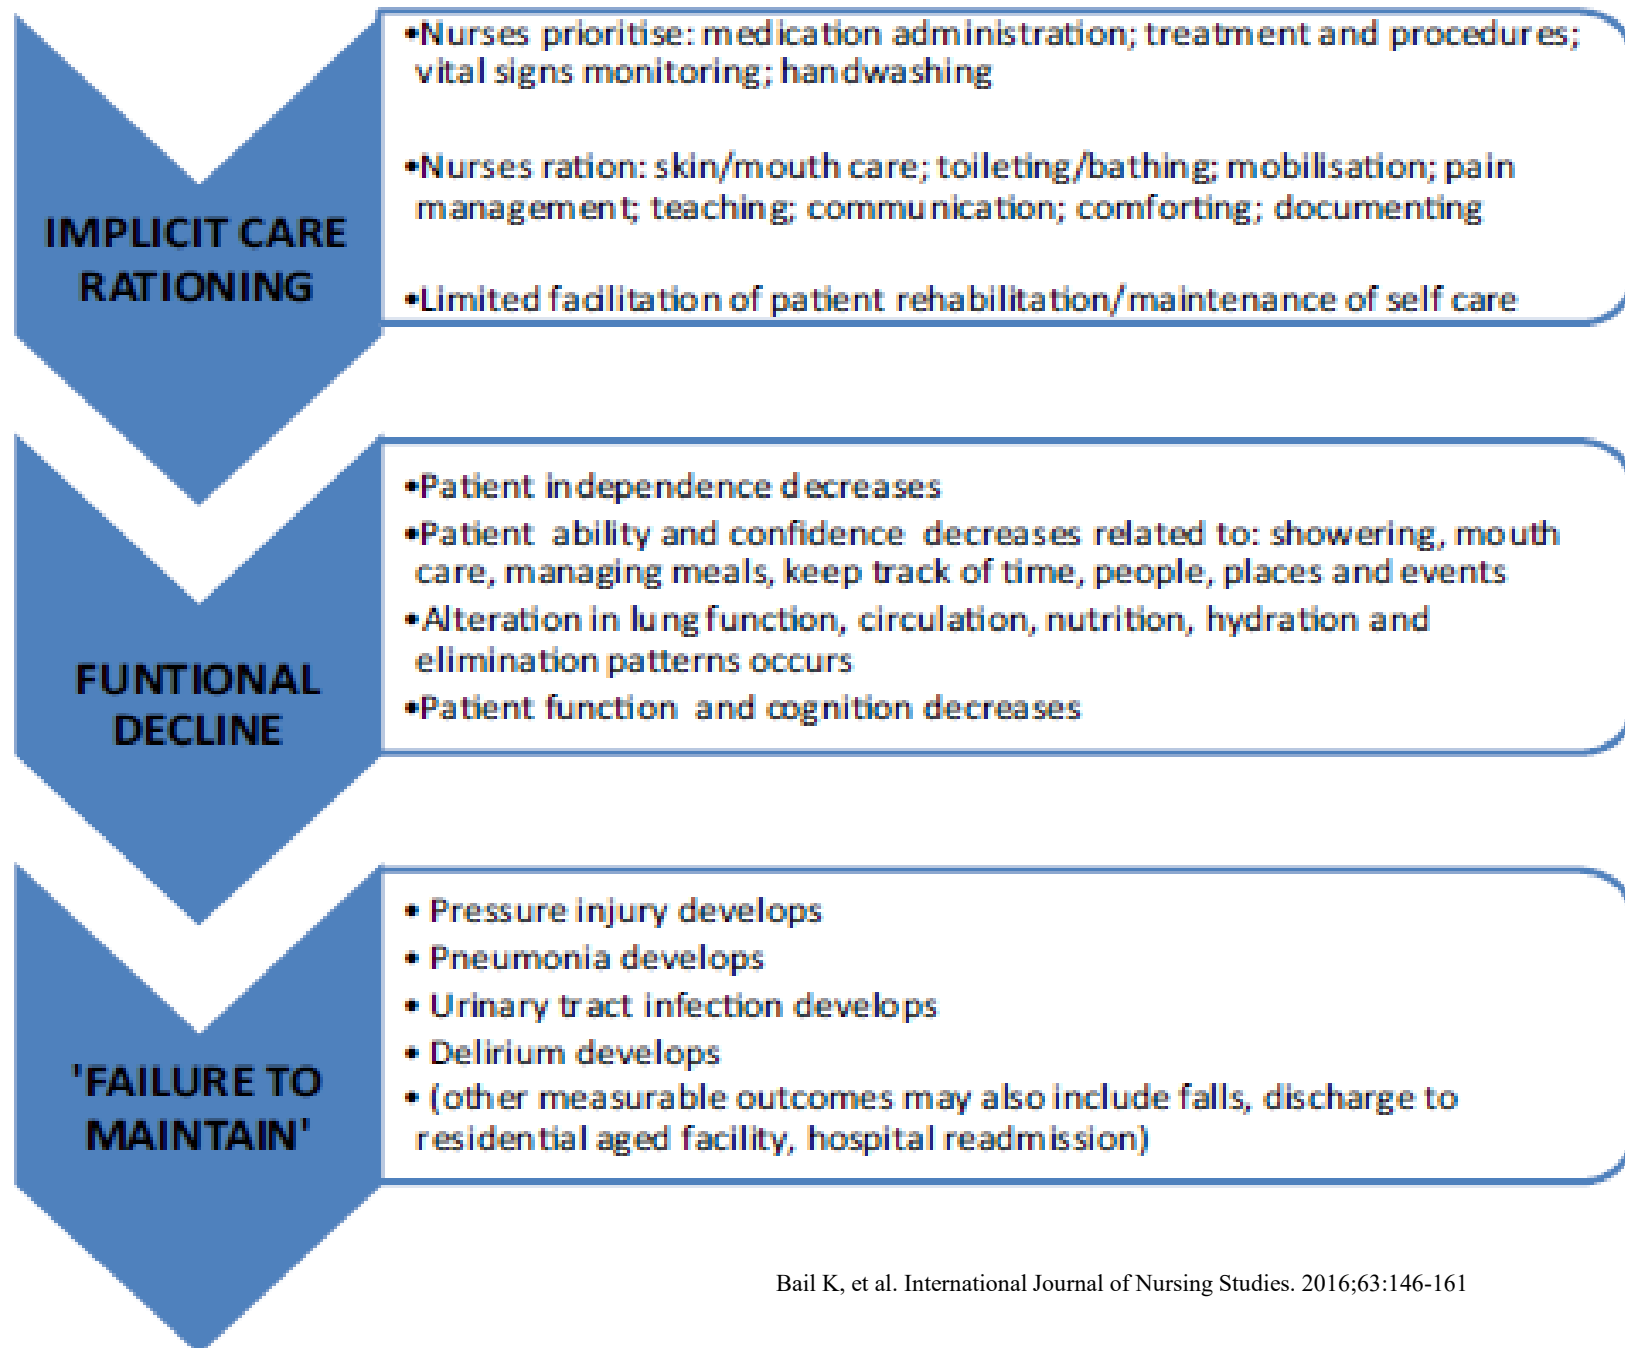 •Nurses prioritise: medication administration; treatment and procedures;
vital signs monitoring; handwashing
•Nurses ration: skin/mouth care; toileting/bathing; mobilisation; pain
management; teaching; communication; comforting; documenting
•Limited facilitation of patient rehabilitation/maintenance of self care
IMPLICIT CARE
RATIONING
•Patient independence decreases
•Patient ability and confidence decreases related to: showering, mouth
care, managing meals, keep track of time, people, places and events
•Alteration in lung function, circulation, nutrition, hydration and
elimination patterns occurs
•Patient function and cognition decreases
FUNTIONAL
DECLINE
• Pressure injury develops
• Pneumonia develops
• Urinary tract infection develops
• Delirium develops
• (other measurable outcomes may also include falls, discharge to
residential aged facility, hospital readmission)
'FAILURE TO
MAINTAIN'
Bail K, et al. International Journal of Nursing Studies. 2016;63:146-161